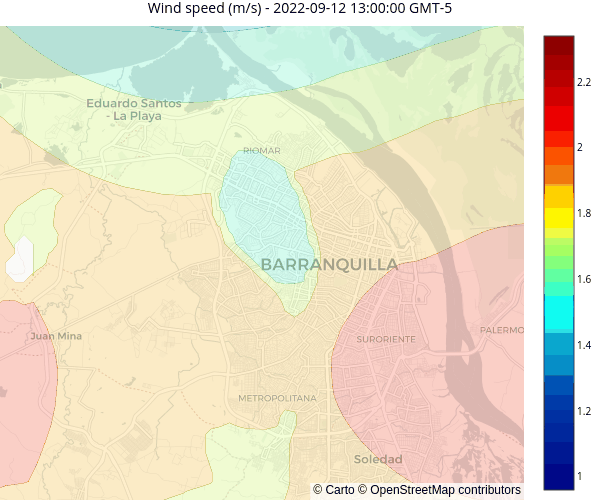 Wind speed (m/s) - 2022-09-12 13:00:00 GMT-5
Eduardo Santos
- La Playa
RIOMAR
BARRANQUILLA
Juan Mina
SURORIENTE
PALERMO
METROPOLITANA
Soledad
© Carto © OpenStreetMap contributors
2.2
2
1.8
1.6
1.4
1.2
1